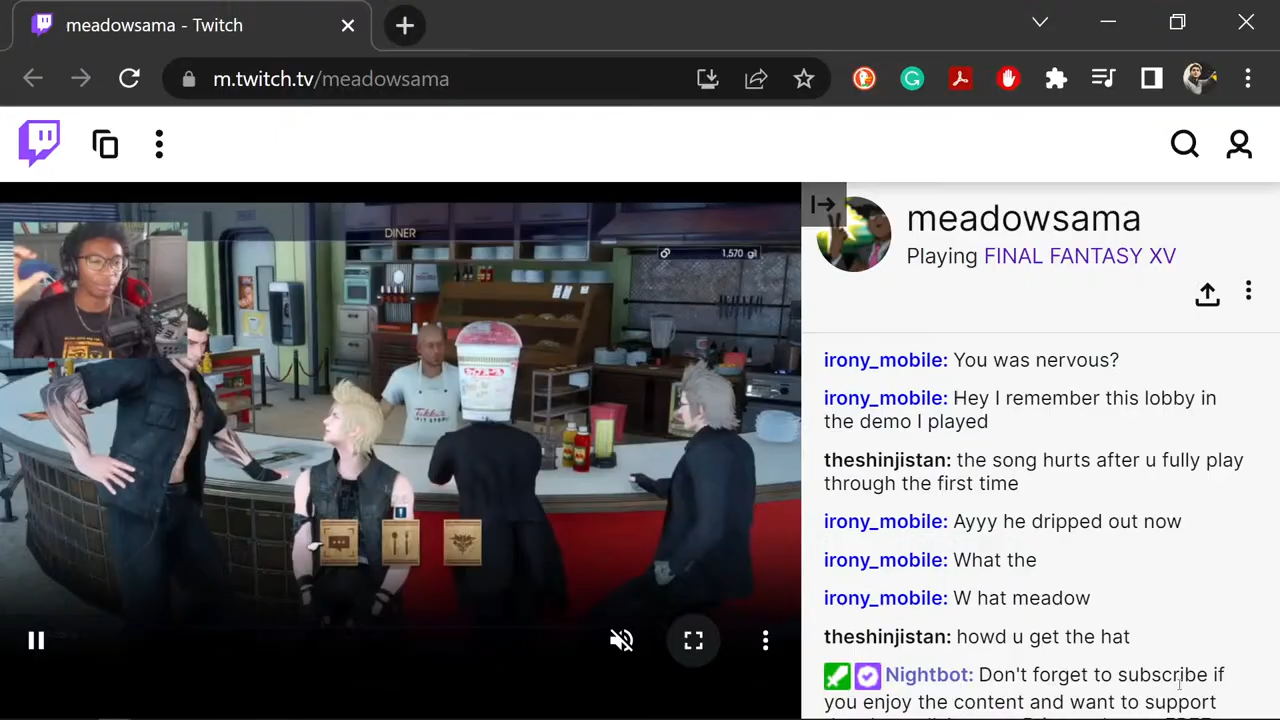 meadowsama - Twitch
m.twitch.tv/meadowsama
DINER
1,570 gil
meadowsama
Playing FINAL FANTASY XV
irony_mobile: You was nervous?
irony_mobile: Hey I remember this lobby in
the demo I played
theshinjistan: the song hurts after u fully play
through the first time
irony_mobile: Ayyy he dripped out now
irony_mobile: What the
irony_mobile: W hat meadow
theshinjistan: howd u get the hat
Nightbot: Don't forget to subscribe if
you enjoy the content and want to support